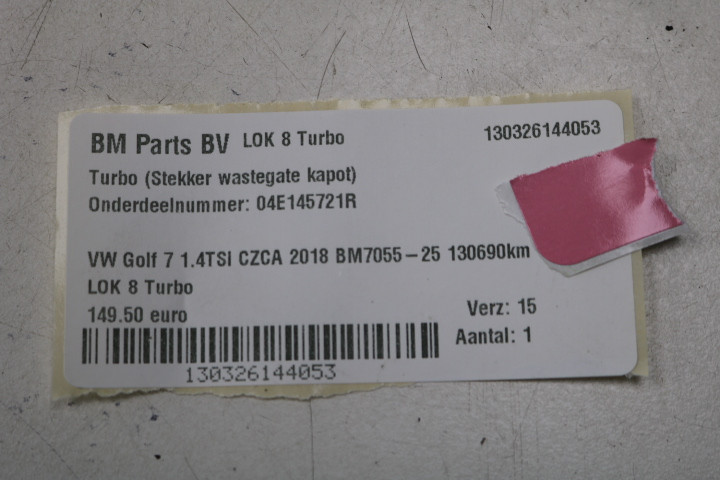 BM Parts BV LOK 8 Turbo 130326144053
Turbo (Stekker wastegate kapot)
Onderdeelnummer: 04E145721R
VW Golf 7 1.4TSI CZCA 2018 BM7055-25 130690km
LOK 8 Turbo
149.50 euro Verz: 15
Aantal: 1
130326144053